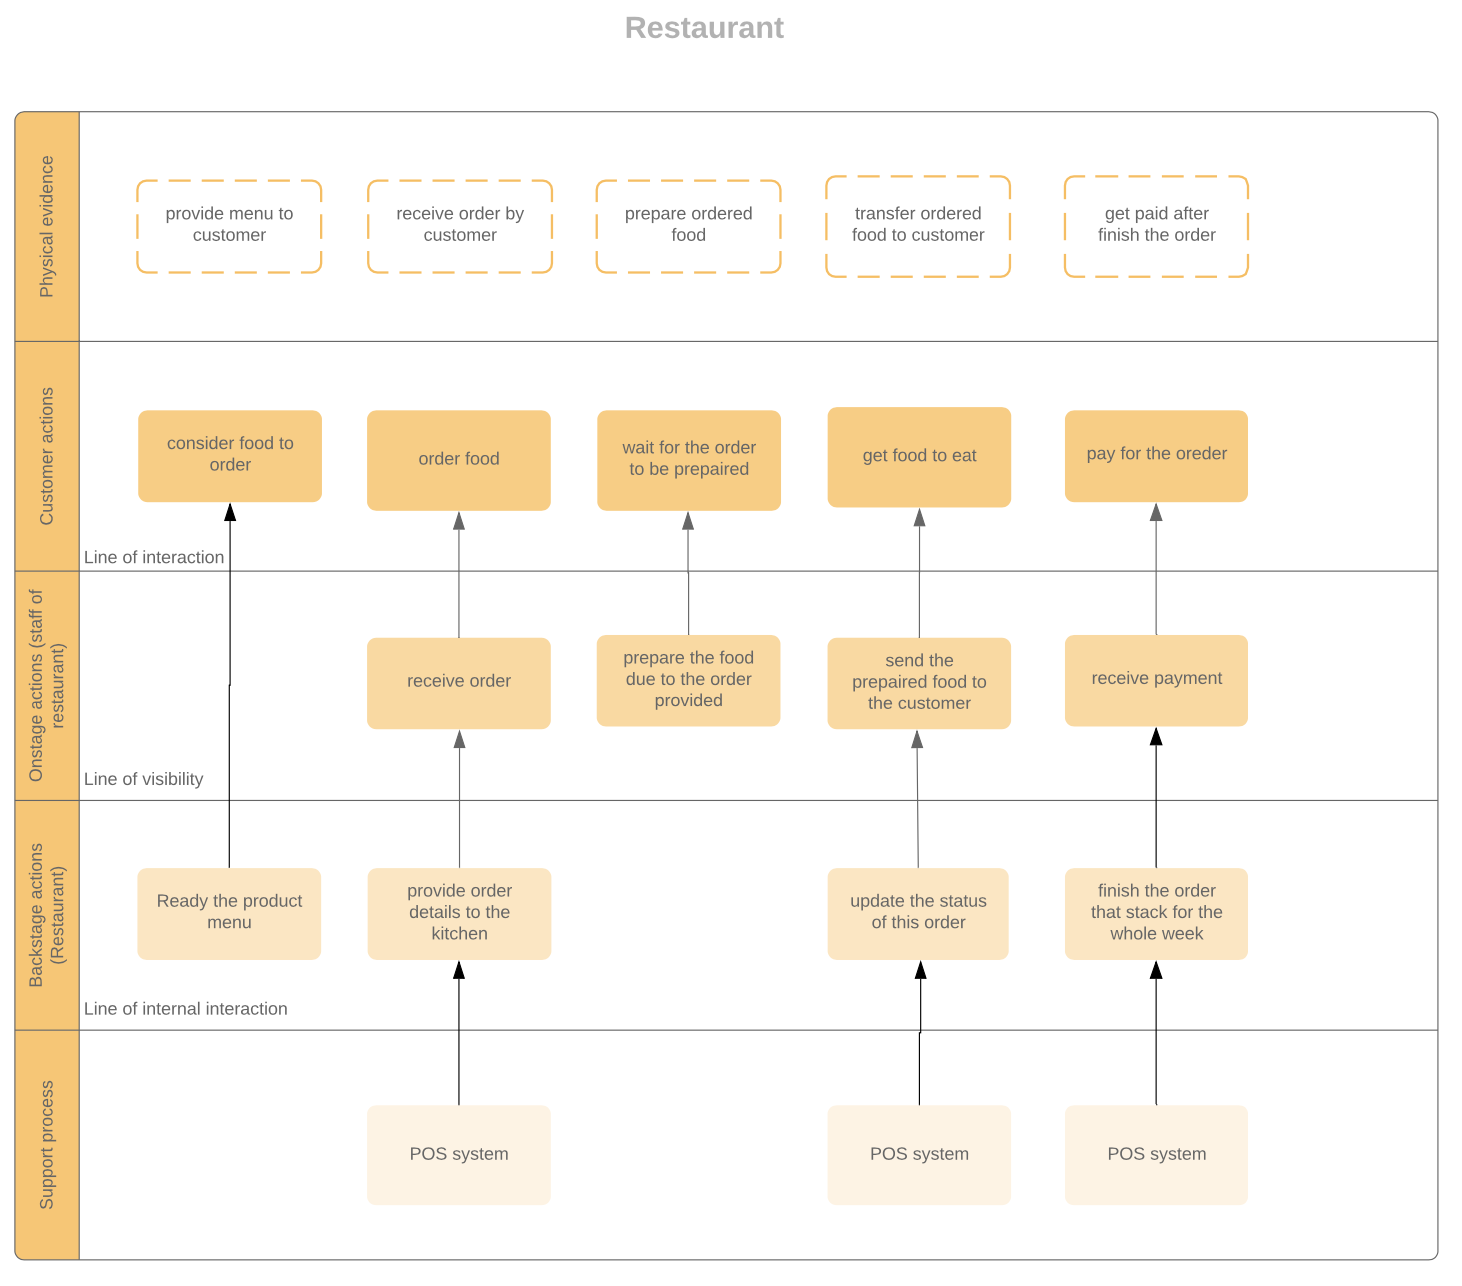 Restaurant
Physical evidence
provide menu to
customer
receive order by
customer
prepare ordered
food
transfer ordered
food to customer
get paid after
finish the order
Customer actions
consider food to
order
order food
wait for the order
to be prepaired
get food to eat
pay for the oreder
Line of interaction
Onstage actions (staff of
restaurant)
receive order
prepare the food
due to the order
provided
send the
prepaired food to
the customer
receive payment
Line of visibility
Backstage actions
(Restaurant)
Ready the product
menu
provide order
details to the
kitchen
update the status
of this order
finish the order
that stack for the
whole week
Line of internal interaction
Support process
POS system
POS system
POS system